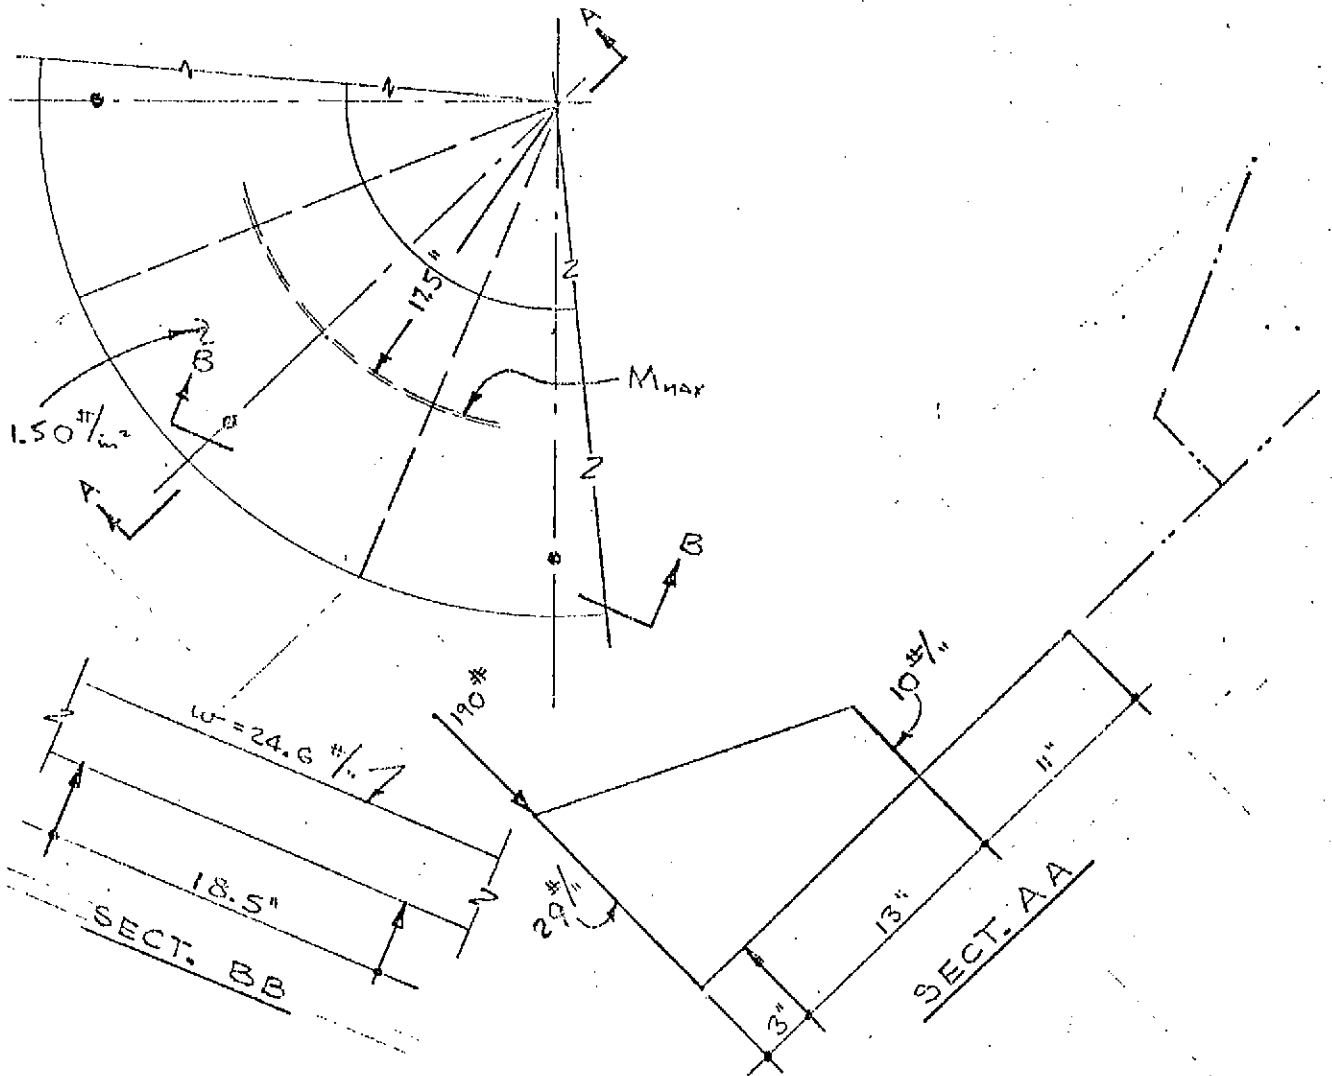 A
17.5"
Mmax
1.50 #/in²
B
A
B
190#
10 #/"
w = 24.6 #/"
11"
18.5"
29 #/"
13"
SECT. AA
SECT. BB
3"